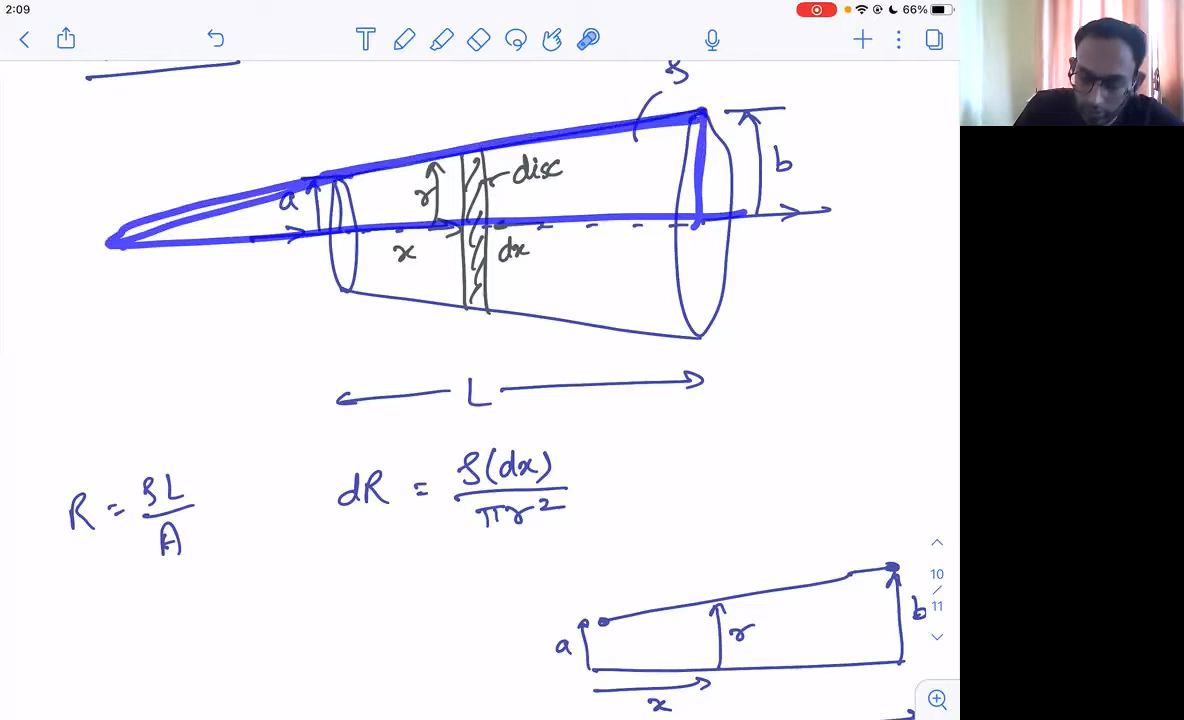 2:09
66%
T
ρ
a
r
disc
b
x
dx
L
R = ρL/A
dR = ρ(dx)/πr²
10
/
11
a
r
b
x